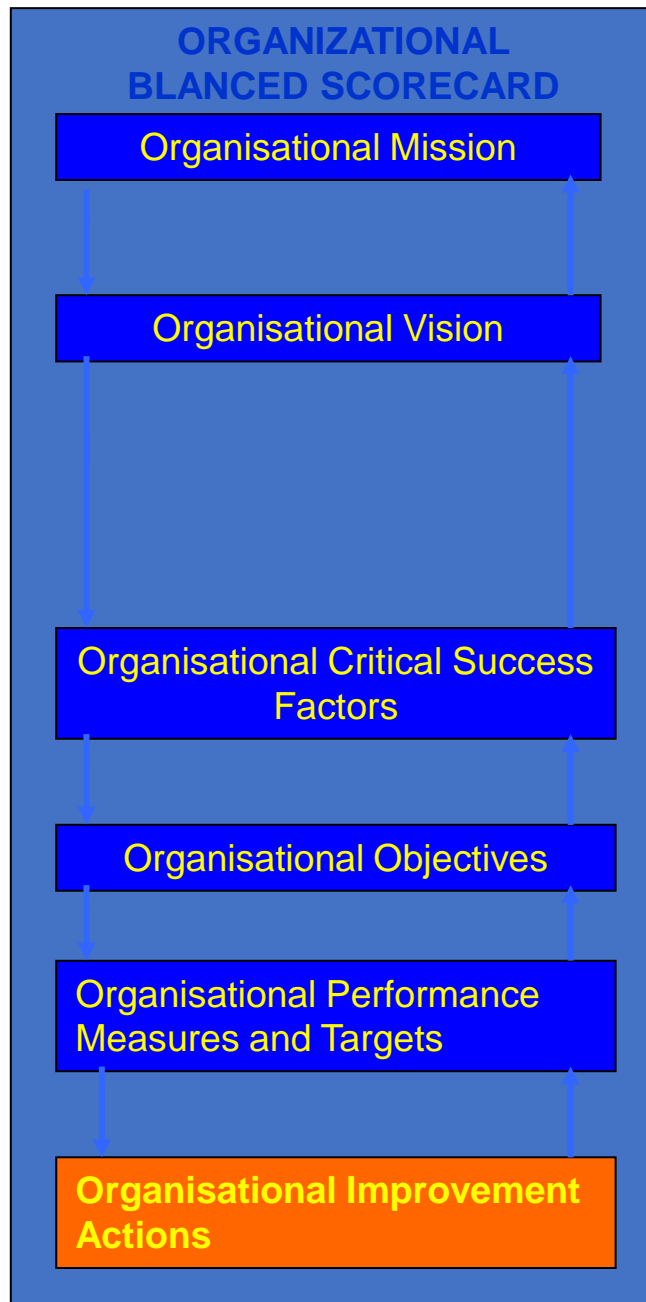 ORGANIZATIONAL
BLANCED SCORECARD
Organisational Mission
Organisational Vision
Organisational Critical Success
Factors
Organisational Objectives
Organisational Performance
Measures and Targets
Organisational Improvement
Actions